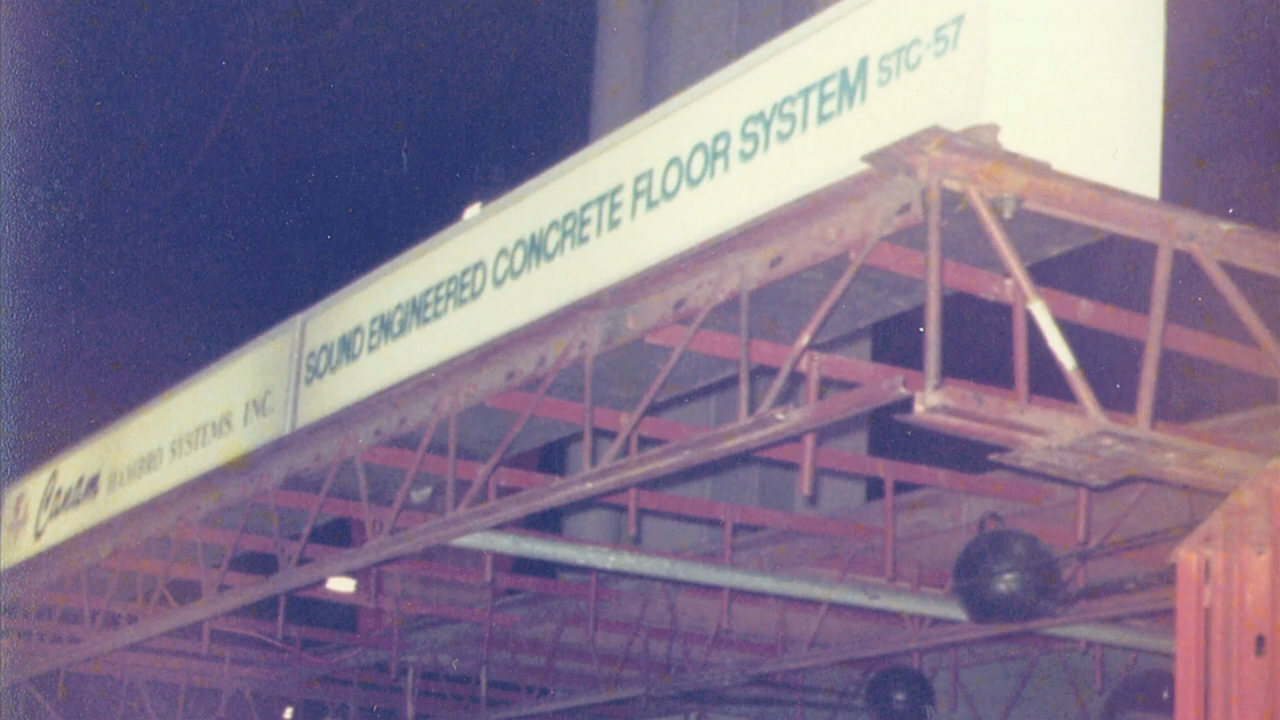 Canam HAMBRO SYSTEMS, INC.
SOUND ENGINEERED CONCRETE FLOOR SYSTEM STC-57